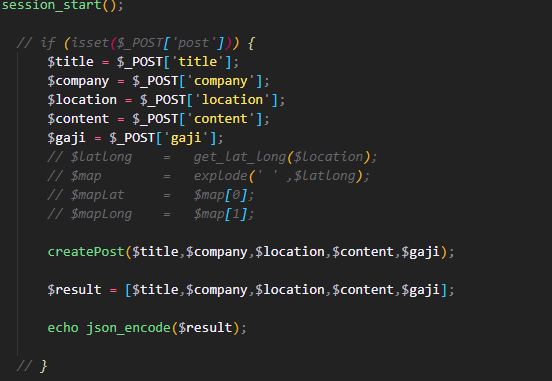 session_start();
// if (isset($_POST['post'])) {
$title = $_POST['title'];
$company = $_POST['company'];
$location = $_POST['location'];
$content = $_POST['content'];
$gaji = $_POST['gaji'];
// $latlong    =   get_lat_long($location);
// $map        =   explode(' ' ,$latlong);
// $mapLat     =   $map[0];
// $mapLong    =   $map[1];
createPost($title,$company,$location,$content,$gaji);
$result = [$title,$company,$location,$content,$gaji];
echo json_encode($result);
// }